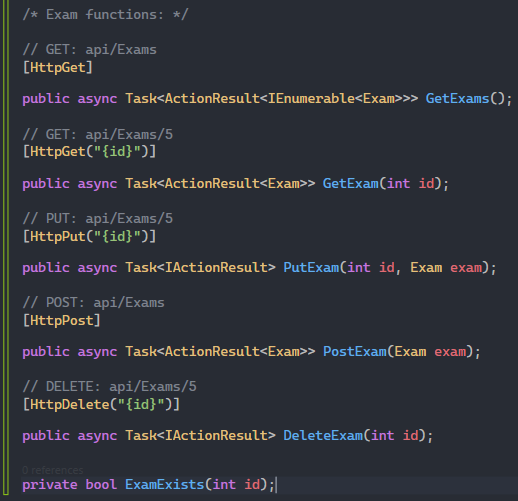 /* Exam functions: */
// GET: api/Exams
[HttpGet]
public async Task<ActionResult<IEnumerable<Exam>>> GetExams();
// GET: api/Exams/5
[HttpGet("{id}")]
public async Task<ActionResult<Exam>> GetExam(int id);
// PUT: api/Exams/5
[HttpPut("{id}")]
public async Task<IActionResult> PutExam(int id, Exam exam);
// POST: api/Exams
[HttpPost]
public async Task<ActionResult<Exam>> PostExam(Exam exam);
// DELETE: api/Exams/5
[HttpDelete("{id}")]
public async Task<IActionResult> DeleteExam(int id);
0 references
private bool ExamExists(int id);